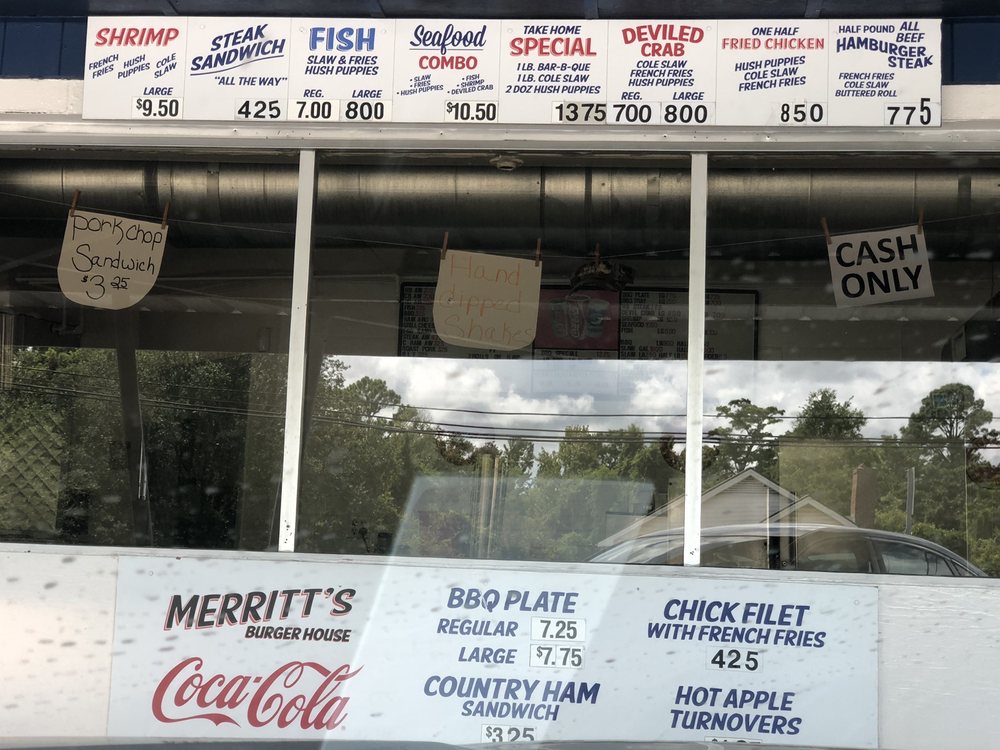 SHRIMP
FRENCH FRIES HUSH PUPPIES COLE SLAW
LARGE
$9.50
STEAK
SANDWICH
"ALL THE WAY"
425
FISH
SLAW & FRIES
HUSH PUPPIES
REG. LARGE
7.00 800
Seafood
COMBO
• SLAW
• FRIES
• HUSH PUPPIES
• FISH
• SHRIMP
• DEVILED CRAB
$10.50
TAKE HOME
SPECIAL
1 LB. BAR-B-QUE
1 LB. COLE SLAW
2 DOZ HUSH PUPPIES
1375
DEVILED
CRAB
COLE SLAW
FRENCH FRIES
HUSH PUPPIES
REG. LARGE
700 800
ONE HALF
FRIED CHICKEN
HUSH PUPPIES
COLE SLAW
FRENCH FRIES
850
HALF POUND ALL BEEF
HAMBURGER
STEAK
FRENCH FRIES
COLE SLAW
BUTTERED ROLL
775
porkchop
Sandwich
$3 25
Hand
dipped
Shakes
CASH
ONLY
BBQ PLATE
MERRITT'S
BURGER HOUSE
Coca-Cola
BBQ PLATE
REGULAR 7.25
LARGE $7.75
COUNTRY HAM
SANDWICH
$3.25
CHICK FILET
WITH FRENCH FRIES
425
HOT APPLE
TURNOVERS